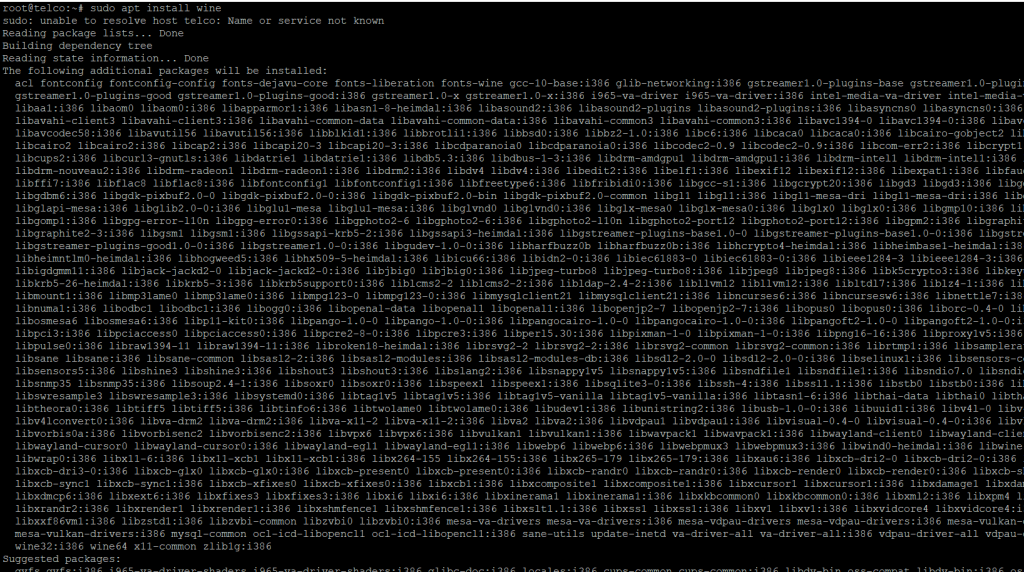 root@telco:~# sudo apt install wine
sudo: unable to resolve host telco: Name or service not known
Reading package lists... Done
Building dependency tree
Reading state information... Done
The following additional packages will be installed:
acl fontconfig fontconfig-config fonts-dejavu-core fonts-liberation fonts-wine gcc-10-base:i386 glib-networking:i386 gstreamer1.0-plugins-base gstreamer1.0-plugi
gstreamer1.0-plugins-good gstreamer1.0-plugins-good:i386 gstreamer1.0-x gstreamer1.0-x:i386 i965-va-driver i965-va-driver:i386 intel-media-va-driver intel-media-
libaa1:i386 libaom0 libaom0:i386 libapparmor1:i386 libasn1-8-heimdal:i386 libasound2:i386 libasound2-plugins libasound2-plugins:i386 libasyncns0 libasyncns0:i386
libavahi-client3 libavahi-client3:i386 libavahi-common-data libavahi-common-data:i386 libavahi-common3 libavahi-common3:i386 libavc1394-0 libavc1394-0:i386 libav
libavcodec58:i386 libavutil56 libavutil56:i386 libblkid1:i386 libbrotli1:i386 libbsd0:i386 libbz2-1.0:i386 libc6:i386 libcaca0 libcaca0:i386 libcairo-gobject2
libcairo2 libcairo2:i386 libcap2:i386 libcapi20-3 libcapi20-3:i386 libcdparanoia0 libcdparanoia0:i386 libcodec2-0.9 libcodec2-0.9:i386 libcom-err2:i386 libcrypt1
libcups2:i386 libcurl3-gnutls:i386 libdatrie1 libdatrie1:i386 libdb5.3:i386 libdbus-1-3:i386 libdrm-amdgpu1 libdrm-amdgpu1:i386 libdrm-intel1 libdrm-intel1:i386
libdrm-nouveau2:i386 libdrm-radeon1 libdrm-radeon1:i386 libdrm2:i386 libdv4 libdv4:i386 libedit2:i386 libelf1:i386 libexif12 libexif12:i386 libexpat1:i386 libfau
libffi7:i386 libflac8 libflac8:i386 libfontconfig1 libfontconfig1:i386 libfreetype6:i386 libfribidi0:i386 libgcc-s1:i386 libgcrypt20:i386 libgd3 libgd3:i386
libgdbm6:i386 libgdk-pixbuf2.0-0 libgdk-pixbuf2.0-0:i386 libgdk-pixbuf2.0-bin libgdk-pixbuf2.0-common libgl1 libgl1:i386 libgl1-mesa-dri libgl1-mesa-dri:i386
libglapi-mesa:i386 libglib2.0-0:i386 libglu1-mesa libglu1-mesa:i386 libglvnd0 libglvnd0:i386 libglx-mesa0 libglx-mesa0:i386 libglx0 libglx0:i386 libgmp10:i386
libgomp1:i386 libgpg-error-l10n libgpg-error0:i386 libgphoto2-6 libgphoto2-6:i386 libgphoto2-l10n libgphoto2-port12 libgphoto2-port12:i386 libgpm2:i386 libgraphi
libgraphite2-3:i386 libgsm1 libgsm1:i386 libgssapi-krb5-2:i386 libgssapi3-heimdal:i386 libgstreamer-plugins-base1.0-0 libgstreamer-plugins-base1.0-0:i386 libgstr
libgstreamer-plugins-good1.0-0:i386 libgstreamer1.0-0:i386 libgudev-1.0-0:i386 libharfbuzz0b libharfbuzz0b:i386 libhcrypto4-heimdal:i386 libheimbase1-heimdal:i38
libheimntlm0-heimdal:i386 libhogweed5:i386 libhx509-5-heimdal:i386 libicu66:i386 libidn2-0:i386 libiec61883-0 libiec61883-0:i386 libieee1284-3 libieee1284-3:i386
libigdgmm11:i386 libjack-jackd2-0 libjack-jackd2-0:i386 libjbig0 libjbig0:i386 libjpeg-turbo8 libjpeg-turbo8:i386 libjpeg8 libjpeg8:i386 libk5crypto3:i386 libkey
libkrb5-26-heimdal:i386 libkrb5-3:i386 libkrb5support0:i386 liblcms2-2 liblcms2-2:i386 libldap-2.4-2:i386 libllvm12 libllvm12:i386 libltdl7:i386 liblz4-1:i386
libmount1:i386 libmp3lame0 libmp3lame0:i386 libmpg123-0 libmpg123-0:i386 libmysqlclient21 libmysqlclient21:i386 libncurses6:i386 libncursesw6:i386 libnettle7:i38
libnuma1:i386 libodbc1 libodbc1:i386 libogg0:i386 libopenal-data libopenal1 libopenal1:i386 libopenjp2-7 libopenjp2-7:i386 libopus0 libopus0:i386 liborc-0.4-0
libosmesa6 libosmesa6:i386 libp11-kit0:i386 libpango-1.0-0 libpango-1.0-0:i386 libpangocairo-1.0-0 libpangocairo-1.0-0:i386 libpangoft2-1.0-0 libpangoft2-1.0-0:i
libpci3:i386 libpciaccess0 libpciaccess0:i386 libpcre2-8-0:i386 libpcre3:i386 libperl5.30:i386 libpixman-1-0 libpixman-1-0:i386 libpng16-16:i386 libproxy1v5:i38
libpulse0:i386 libraw1394-11 libraw1394-11:i386 libroken18-heimdal:i386 librsvg2-2 librsvg2-2:i386 librsvg2-common librsvg2-common:i386 librtmp1:i386 libsamplera
libsane libsane:i386 libsane-common libsasl2-2:i386 libsasl2-modules:i386 libsasl2-modules-db:i386 libsdl2-2.0-0 libsdl2-2.0-0:i386 libselinux1:i386 libsensors-c
libsensors5:i386 libshine3 libshine3:i386 libshout3 libshout3:i386 libslang2:i386 libsnappy1v5 libsnappy1v5:i386 libsndfile1 libsndfile1:i386 libsndio7.0 libsndi
libsnmp35 libsnmp35:i386 libsoup2.4-1:i386 libsoxr0 libsoxr0:i386 libspeex1 libspeex1:i386 libsqlite3-0:i386 libssh-4:i386 libssl1.1:i386 libstb0 libstb0:i386
libswresample3 libswresample3:i386 libsystemd0:i386 libtag1v5 libtag1v5:i386 libtag1v5-vanilla libtag1v5-vanilla:i386 libtasn1-6:i386 libthai-data libthai0
libtheora0:i386 libtiff5 libtiff5:i386 libtinfo6:i386 libtwolame0 libtwolame0:i386 libudev1:i386 libunistring2:i386 libusb-1.0-0:i386 libuuid1:i386 libv4l-0
libv4lconvert0:i386 libva-drm2 libva-drm2:i386 libva-x11-2 libva-x11-2:i386 libva2 libva2:i386 libvdpau1 libvdpau1:i386 libvisual-0.4-0 libvisual-0.4-0:i386
libvorbis0a:i386 libvorbisenc2 libvorbisenc2:i386 libvpx6 libvpx6:i386 libvulkan1 libvulkan1:i386 libwavpack1 libwavpack1:i386 libwayland-client0 libwayland-clie
libwayland-cursor0 libwayland-cursor0:i386 libwayland-egl1 libwayland-egl1:i386 libwebp6 libwebp6:i386 libwebpmux3 libwebpmux3:i386 libwind0-heimdal:i386
libwrap0:i386 libx11-6:i386 libx11-xcb1 libx11-xcb1:i386 libx264-155 libx264-155:i386 libx265-179 libx265-179:i386 libxau6:i386 libxcb-dri2-0 libxcb-dri2-0:i386
libxcb-dri3-0:i386 libxcb-glx0 libxcb-glx0:i386 libxcb-present0 libxcb-present0:i386 libxcb-randr0 libxcb-randr0:i386 libxcb-render0 libxcb-render0:i386
libxcb-sync1 libxcb-sync1:i386 libxcb-xfixes0 libxcb-xfixes0:i386 libxcb1:i386 libxcomposite1 libxcomposite1:i386 libxcursor1 libxcursor1:i386 libxdamage1
libxdmcp6:i386 libxext6:i386 libxfixes3 libxfixes3:i386 libxi6 libxi6:i386 libxinerama1 libxinerama1:i386 libxkbcommon0 libxkbcommon0:i386 libxml2:i386 libxpm4
libxrandr2:i386 libxrender1 libxrender1:i386 libxshmfence1 libxshmfence1:i386 libxslt1.1:i386 libxss1 libxss1:i386 libxv1 libxv1:i386 libxvidcore4
libxxf86vm1:i386 libzstd1:i386 libzvbi-common libzvbi0 libzvbi0:i386 mesa-va-drivers mesa-va-drivers:i386 mesa-vdpau-drivers mesa-vdpau-drivers:i386
mesa-vulkan-drivers:i386 mysql-common ocl-icd-libopencl1 ocl-icd-libopencl1:i386 sane-utils update-inetd va-driver-all va-driver-all:i386 vdpau-driver-all
wine32:i386 wine64 x11-common zlib1g:i386
Suggested packages:
gvfs gvfs:i386 i965-va-driver-shaders i965-va-driver-shaders:i386 glibc-doc:i386 locales:i386 cups-common cups-common:i386 libdv-bin oss-compat libdv-bin:i386